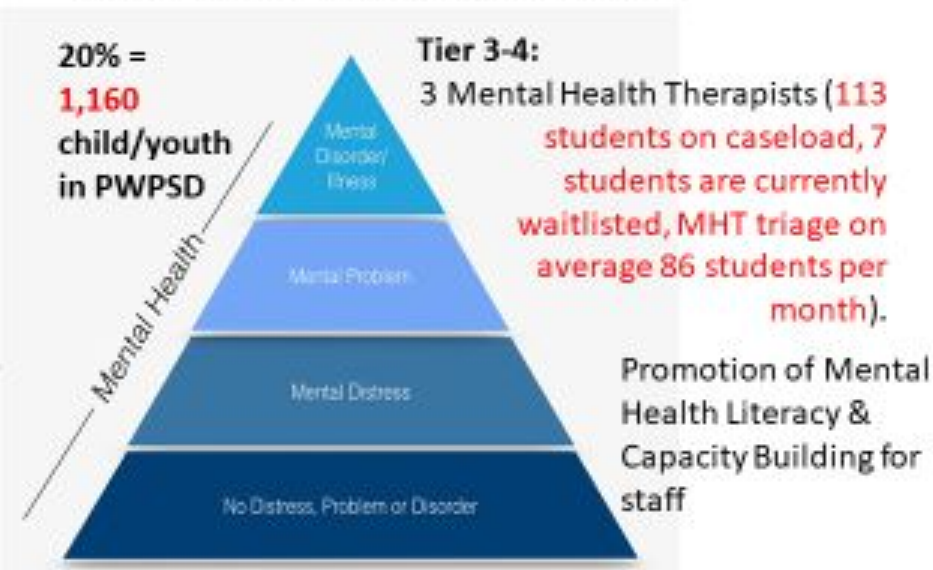 20% =
1,160
child/youth
in PWPSD
Tier 3-4:
3 Mental Health Therapists (113
students on caseload, 7
students are currently
waitlisted, MHT triage on
average 86 students per
month).
Mental
Disorder/
Illness
Mental Problem
Mental Distress
No Distress, Problem or Disorder
Mental Health
Promotion of Mental
Health Literacy &
Capacity Building for
staff